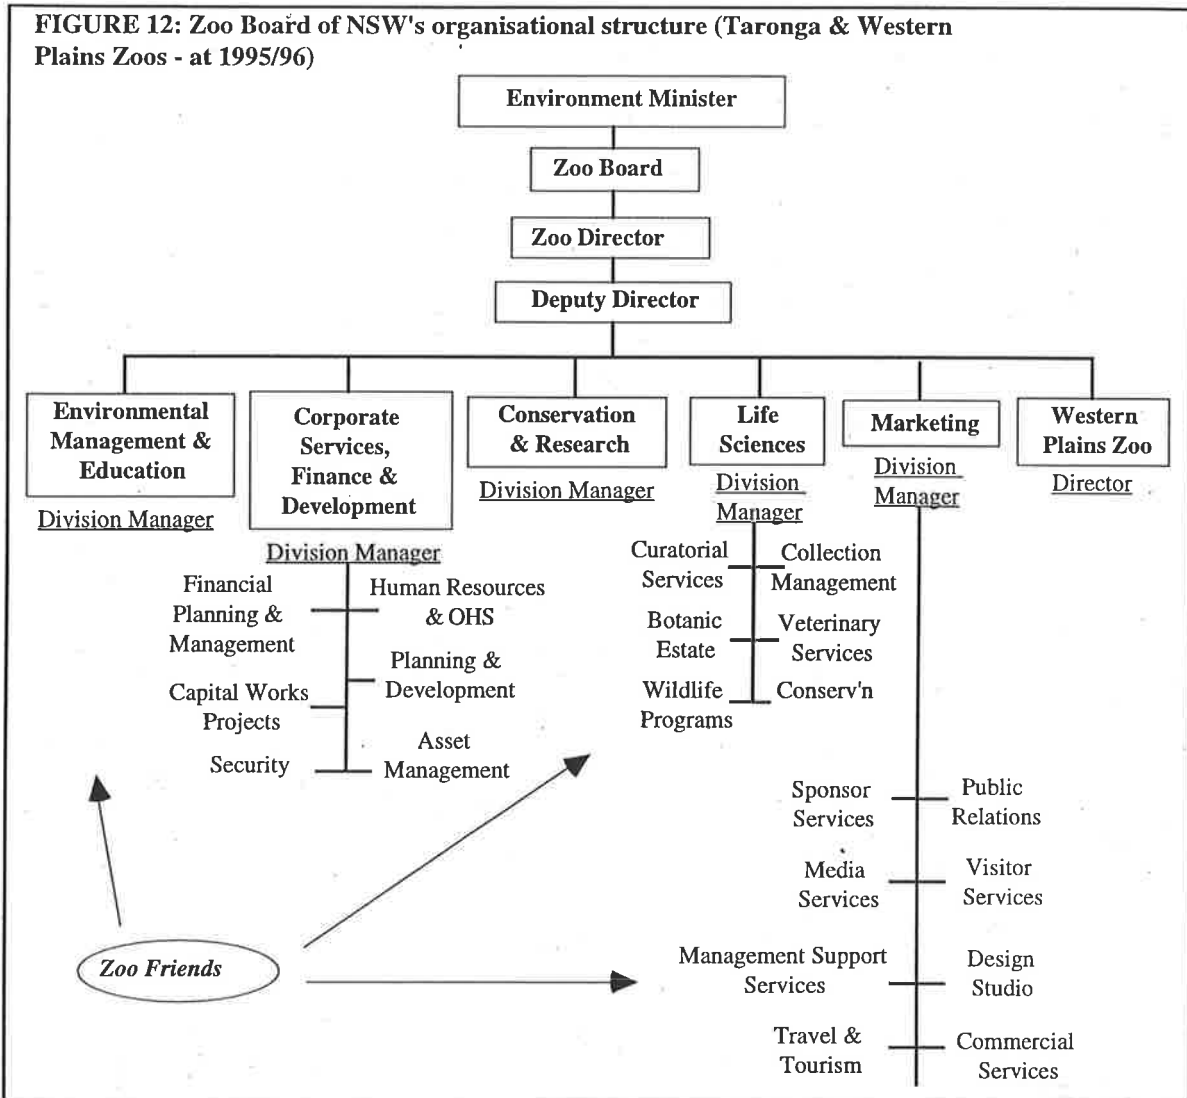 FIGURE 12: Zoo Board of NSW's organisational structure (Taronga & Western
Plains Zoos - at 1995/96)
Environment Minister
Zoo Board
Zoo Director
Deputy Director
Environmental
Management &
Education
Division Manager
Corporate
Services,
Finance &
Development
Division Manager
Conservation
& Research
Division Manager
Life
Sciences
Division
Manager
Marketing
Division
Manager
Western
Plains Zoo
Director
Financial
Planning &
Management
Human Resources
& OHS
Planning &
Development
Capital Works
Projects
Security
Asset
Management
Curatorial
Services
Collection
Management
Botanic
Estate
Veterinary
Services
Wildlife
Programs
Conserv'n
Sponsor
Services
Public
Relations
Media
Services
Visitor
Services
Management Support
Services
Design
Studio
Travel &
Tourism
Commercial
Services
Zoo Friends